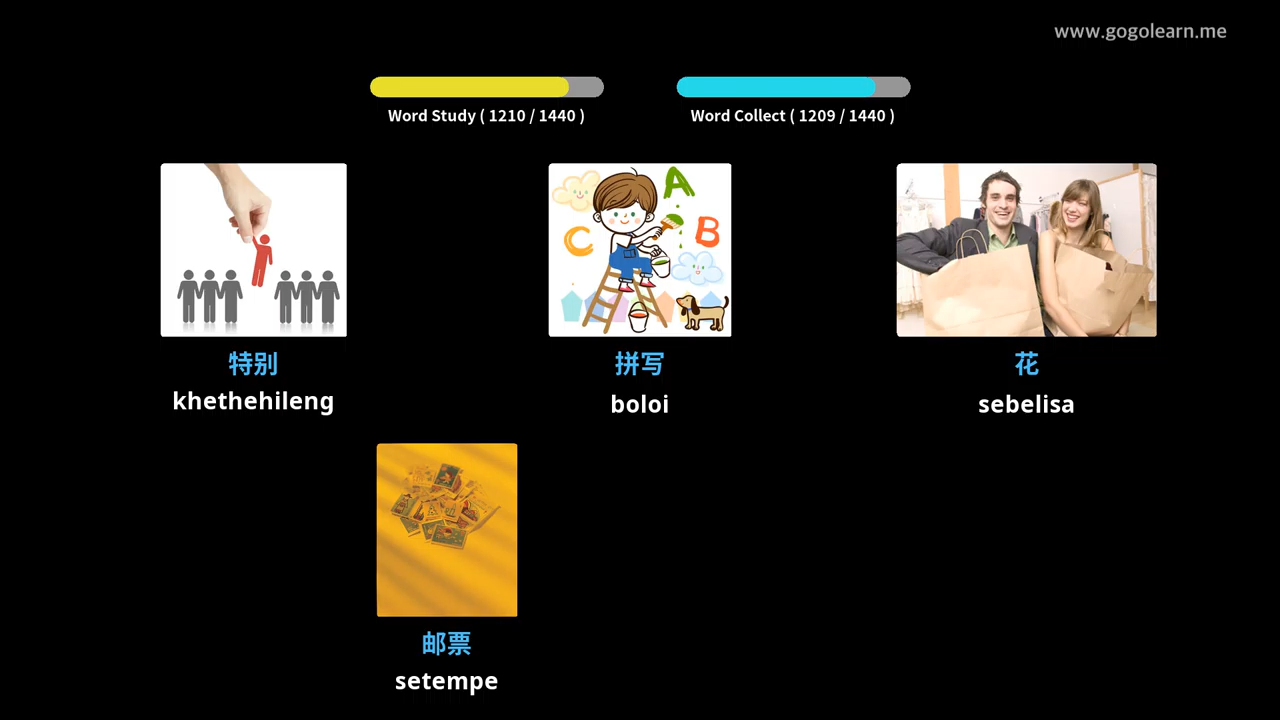 www.gogolearn.me
Word Study ( 1210 / 1440 )
Word Collect ( 1209 / 1440 )
A
B
C
特别
khethehileng
拼写
boloi
花
sebelisa
邮票
setempe